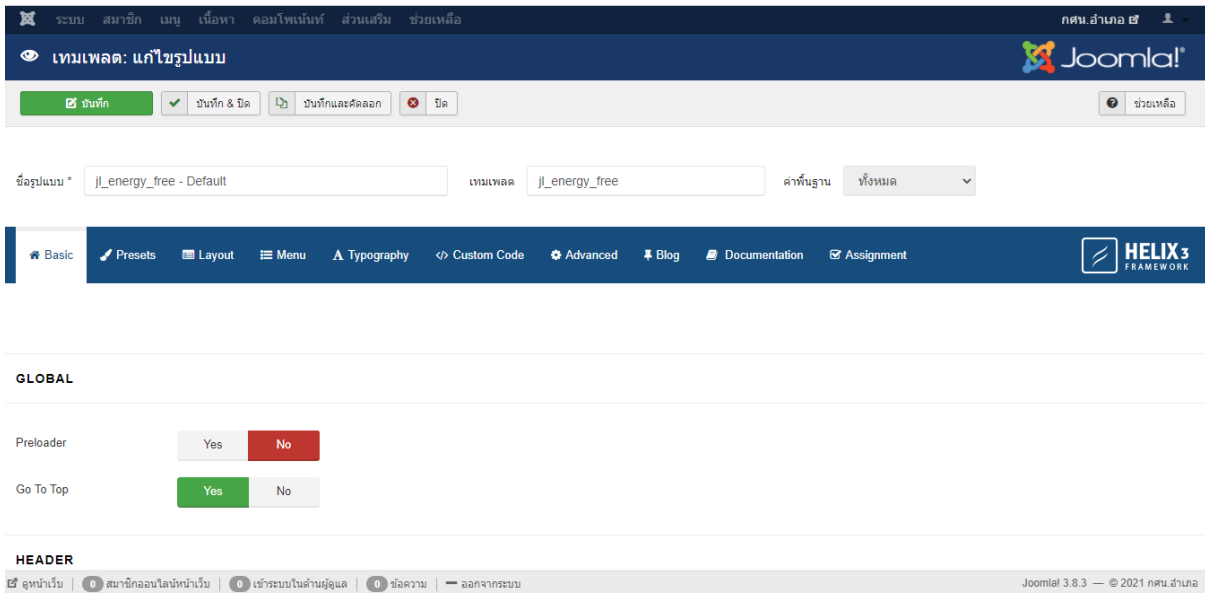 ระบบ สมาชิก เมนู เนื้อหา คอมโพเน้นท์ ส่วนเสริม ช่วยเหลือ กศน.อำเภอ
เทมเพลต: แก้ไขรูปแบบ Joomla!®
บันทึก บันทึก & ปิด บันทึกและคัดลอก ปิด ช่วยเหลือ
ชื่อรูปแบบ * jl_energy_free - Default เทมเพลต jl_energy_free ค่าพื้นฐาน ทั้งหมด
Basic Presets Layout Menu Typography Custom Code Advanced Blog Documentation Assignment HELIX3
FRAMEWORK
GLOBAL
Preloader Yes No
Go To Top Yes No
HEADER
ดูหน้าเว็บ 0 สมาชิกออนไลน์หน้าเว็บ 0 เข้าระบบในด้านผู้ดูแล 0 ข้อความ ออกจากระบบ Joomla! 3.8.3 — © 2021 กศน.อำเภอ